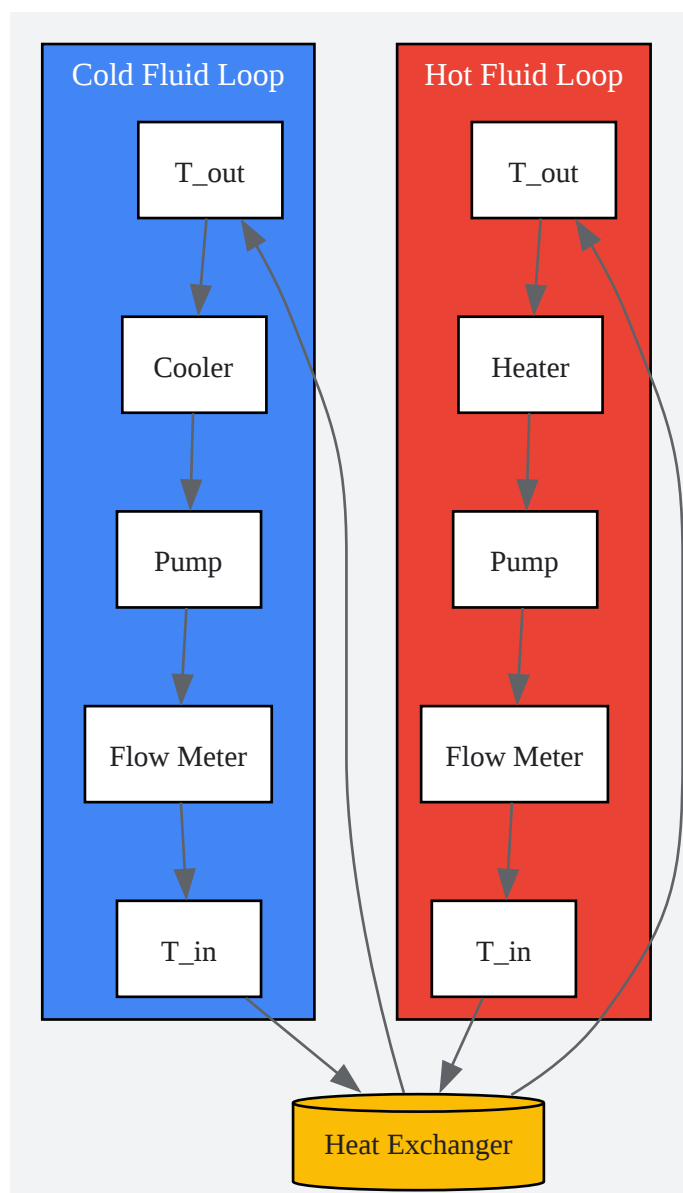 Cold Fluid Loop
T_out
Cooler
Pump
Flow Meter
T_in
Hot Fluid Loop
T_out
Heater
Pump
Flow Meter
T_in
Heat Exchanger